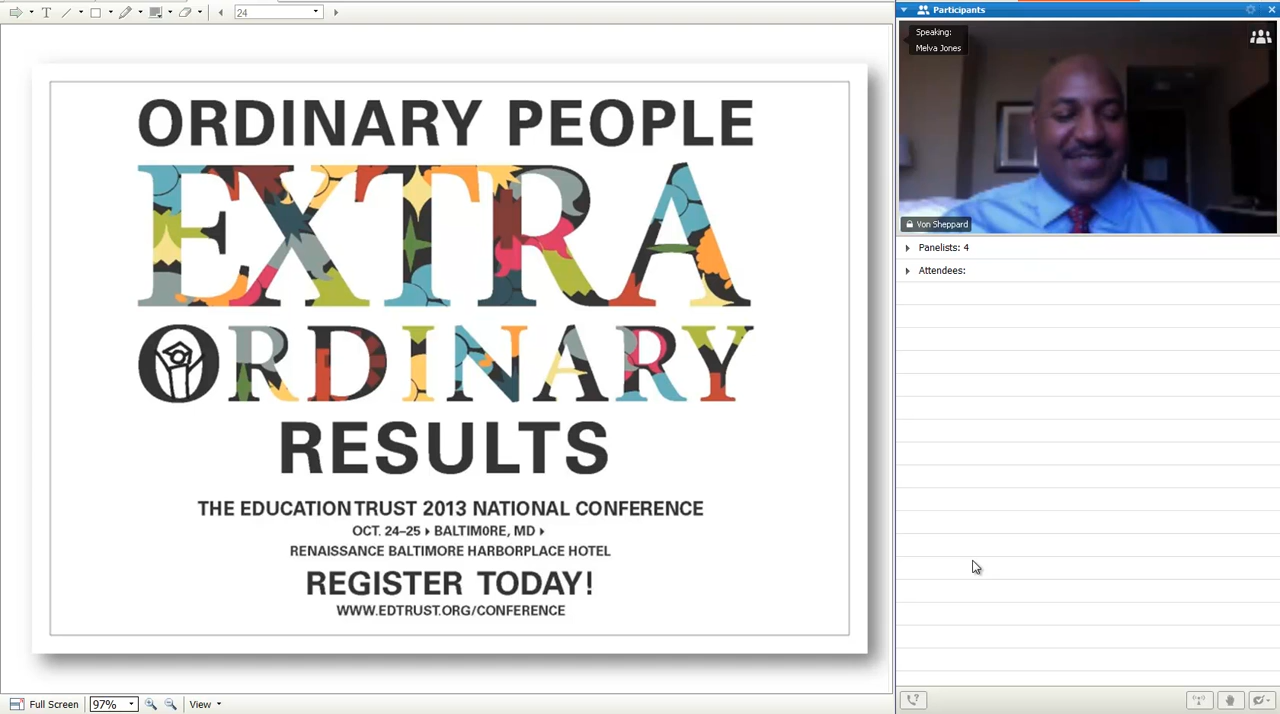 24
ORDINARY PEOPLE
EXTRA
ORDINARY
RESULTS
THE EDUCATION TRUST 2013 NATIONAL CONFERENCE
OCT. 24–25 ▸ BALTIMORE, MD ▸
RENAISSANCE BALTIMORE HARBORPLACE HOTEL
REGISTER TODAY!
WWW.EDTRUST.ORG/CONFERENCE
Full Screen
97%
View
Participants
Speaking:
Melva Jones
Von Sheppard
Panelists: 4
Attendees: